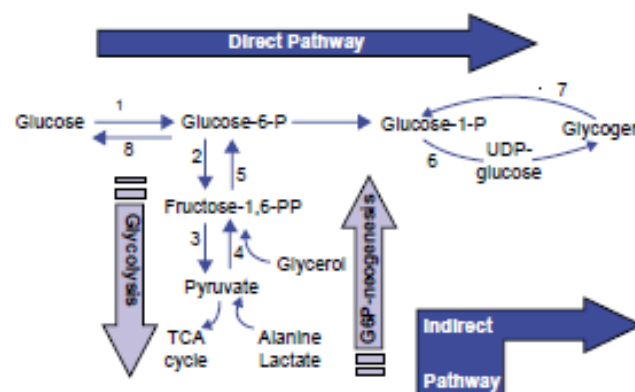 Direct Pathway
1
7
Glucose
Glucose-6-P
Glucose-1-P
Glycogen
8
2
5
6
UDP-
glucose
Fructose-1,6-PP
Glycolysis
3
4
Glycerol
G6P-neogenesis
Pyruvate
TCA
cycle
Alanine
Lactate
Indirect
Pathway